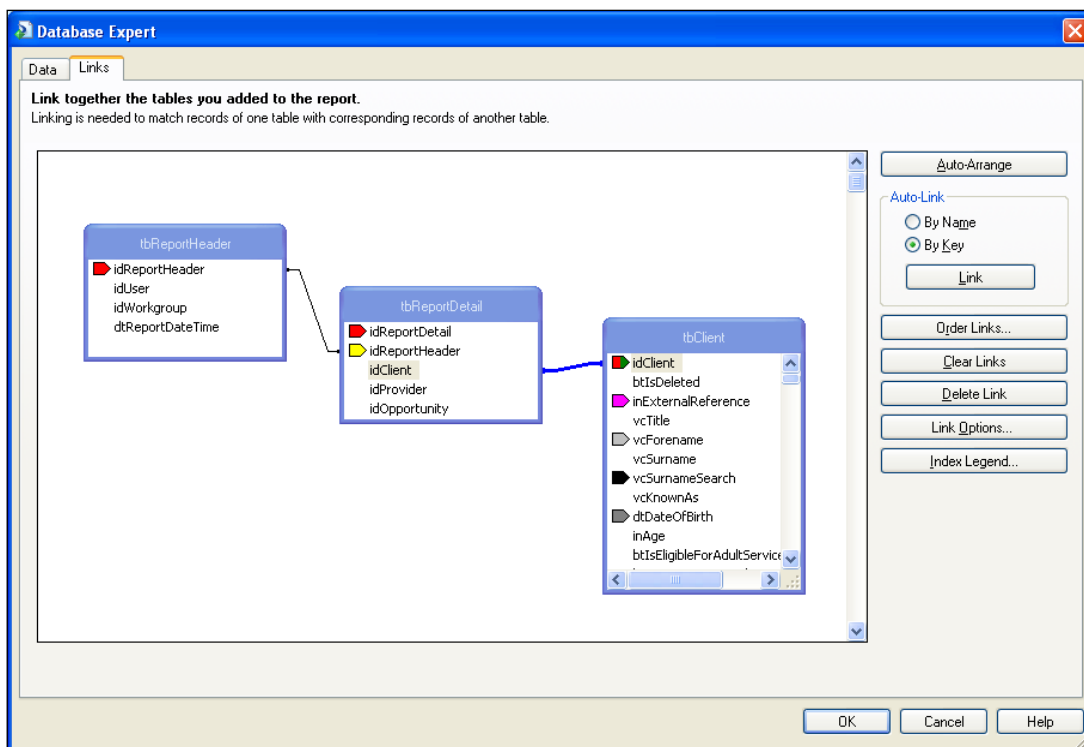 Database Expert
Data
Links
Link together the tables you added to the report.
Linking is needed to match records of one table with corresponding records of another table.
tbReportHeader
idReportHeader
idUser
idWorkgroup
dtReportDateTime
tbReportDetail
idReportDetail
idReportHeader
idClient
idProvider
idOpportunity
tbClient
idClient
btIsDeleted
inExternalReference
vcTitle
vcForename
vcSurname
vcSurnameSearch
vcKnownAs
dtDateOfBirth
inAge
btIsEligibleForAdultService
Auto-Arrange
Auto-Link
By Name
By Key
Link
Order Links...
Clear Links
Delete Link
Link Options...
Index Legend...
OK
Cancel
Help